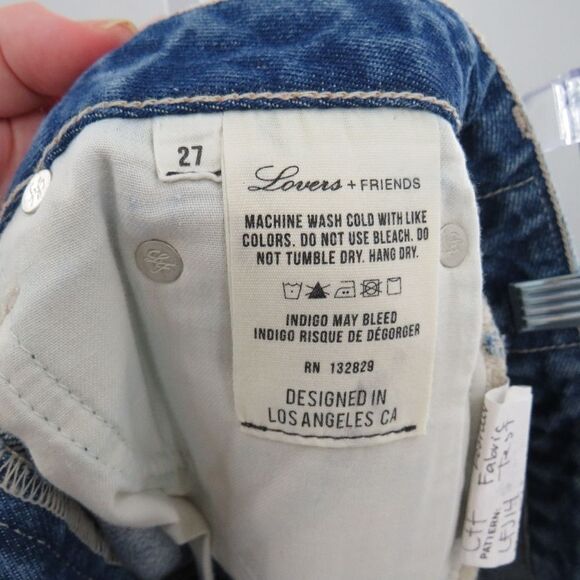 27
Lovers + FRIENDS
MACHINE WASH COLD WITH LIKE
COLORS. DO NOT USE BLEACH. DO
NOT TUMBLE DRY. HANG DRY.
INDIGO MAY BLEED
INDIGO RISQUE DE DÉGORGER
RN 132829
DESIGNED IN
LOS ANGELES CA
Fabric
Test
PATTERN:
LFJ14